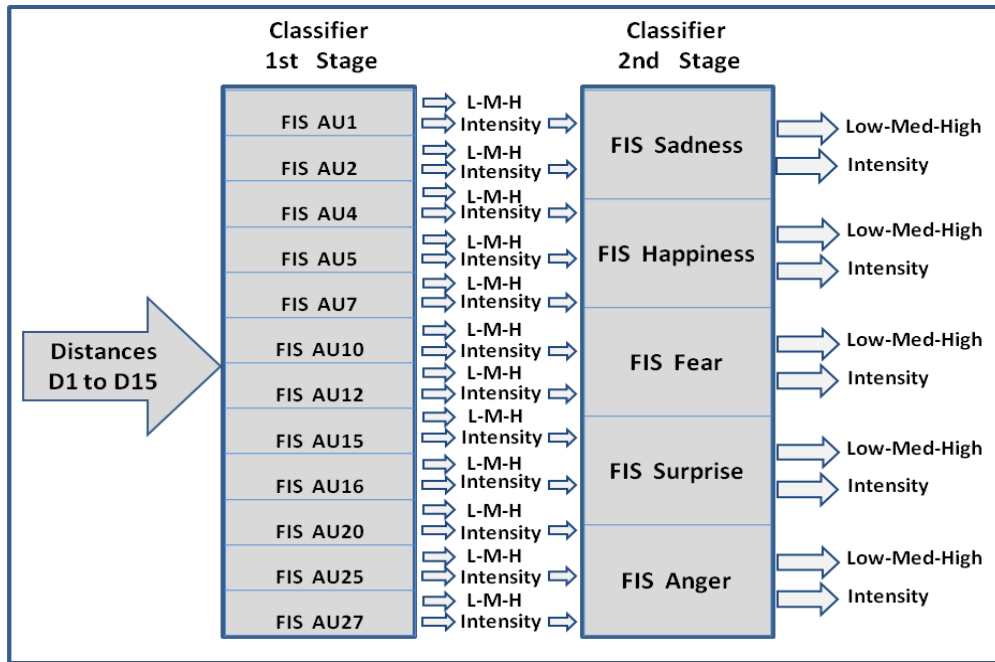 Classifier
1st Stage
Classifier
2nd Stage
Distances
D1 to D15
FIS AU1
FIS AU2
FIS AU4
FIS AU5
FIS AU7
FIS AU10
FIS AU12
FIS AU15
FIS AU16
FIS AU20
FIS AU25
FIS AU27
L-M-H
Intensity
L-M-H
Intensity
L-M-H
Intensity
L-M-H
Intensity
L-M-H
Intensity
L-M-H
Intensity
L-M-H
Intensity
L-M-H
Intensity
L-M-H
Intensity
L-M-H
Intensity
L-M-H
Intensity
L-M-H
Intensity
FIS Sadness
FIS Happiness
FIS Fear
FIS Surprise
FIS Anger
Low-Med-High
Intensity
Low-Med-High
Intensity
Low-Med-High
Intensity
Low-Med-High
Intensity
Low-Med-High
Intensity